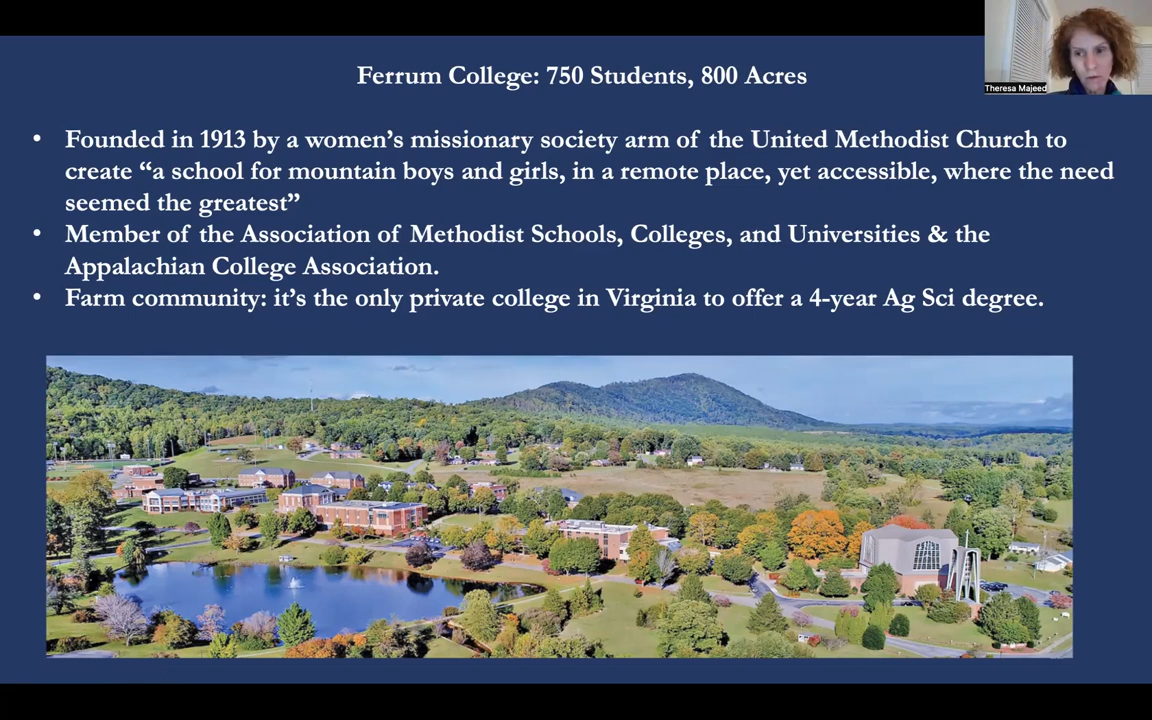 Theresa Majeed
Ferrum College: 750 Students, 800 Acres
• Founded in 1913 by a women’s missionary society arm of the United Methodist Church to
create “a school for mountain boys and girls, in a remote place, yet accessible, where the need
seemed the greatest”
• Member of the Association of Methodist Schools, Colleges, and Universities & the
Appalachian College Association.
• Farm community: it’s the only private college in Virginia to offer a 4-year Ag Sci degree.